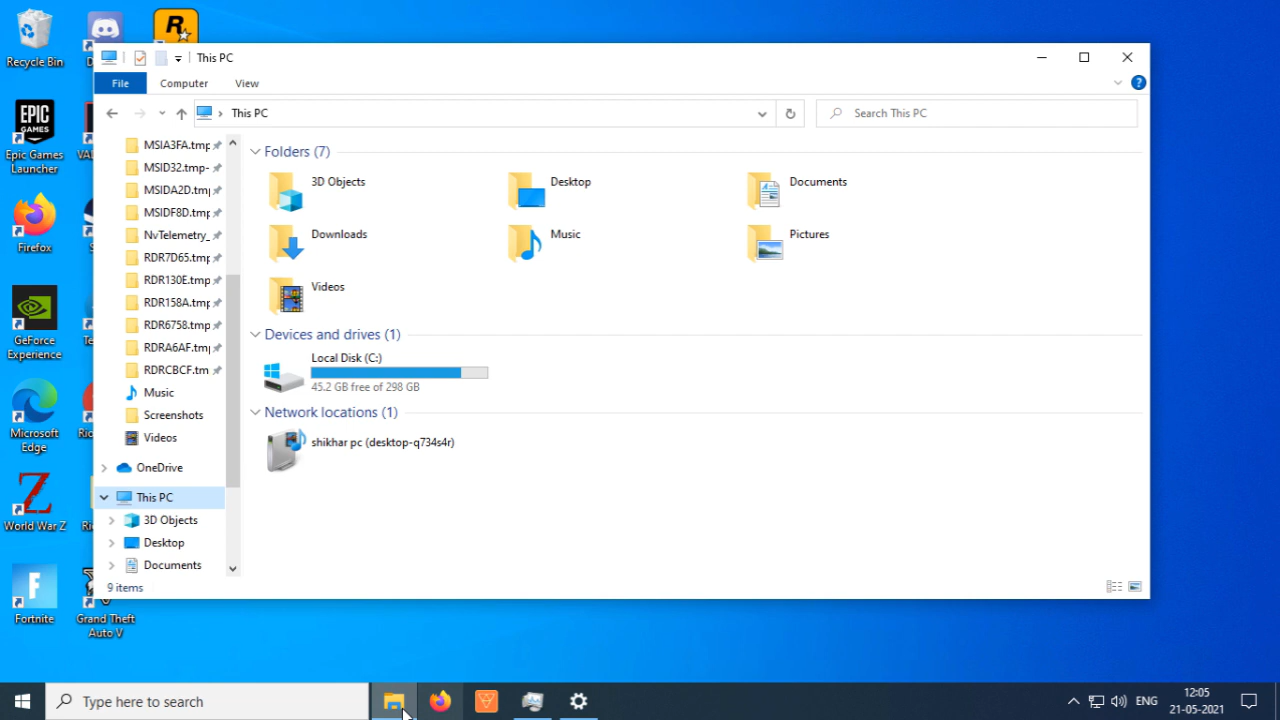 Recycle Bin
EPIC
GAMES
Epic Games
Launcher
Firefox
GeForce
Experience
Microsoft
Edge
World War Z
Fortnite
Grand Theft
Auto V
This PC
File
Computer
View
This PC
Search This PC
MSIA3FA.tmp
MSID32.tmp-
MSIDA2D.tmj
MSIDF8D.tmp
NvTelemetry_
RDR7D65.tmp
RDR130E.tmp
RDR158A.tmp
RDR6758.tmp
RDRA6AF.tmj
RDRCBCF.tm
Music
Screenshots
Videos
OneDrive
This PC
3D Objects
Desktop
Documents
9 items
Folders (7)
3D Objects
Desktop
Documents
Downloads
Music
Pictures
Videos
Devices and drives (1)
Local Disk (C:)
45.2 GB free of 298 GB
Network locations (1)
shikhar pc (desktop-q734s4r)
Type here to search
ENG
12:05
21-05-2021